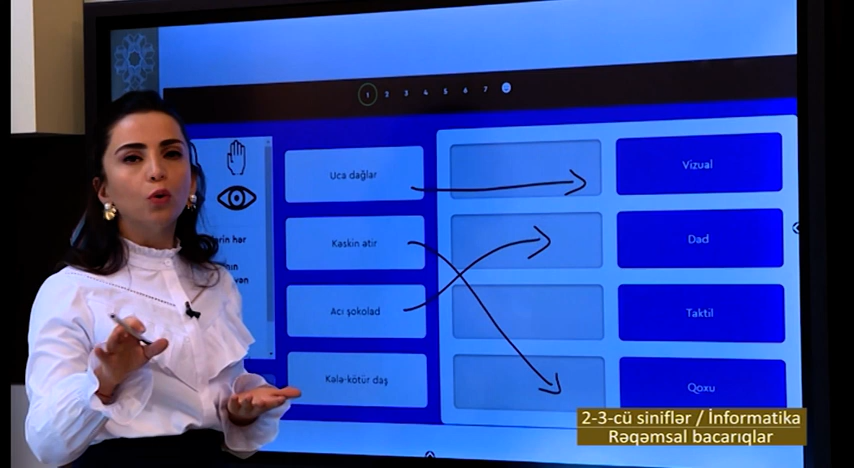 1 2 3 4 5 6 7
Uca dağlar
Vizual
Kəskin ətir
Dad
Acı şokolad
Taktil
Kələ-kötür daş
Qoxu
2-3-cü siniflər / İnformatika
Rəqəmsal bacarıqlar